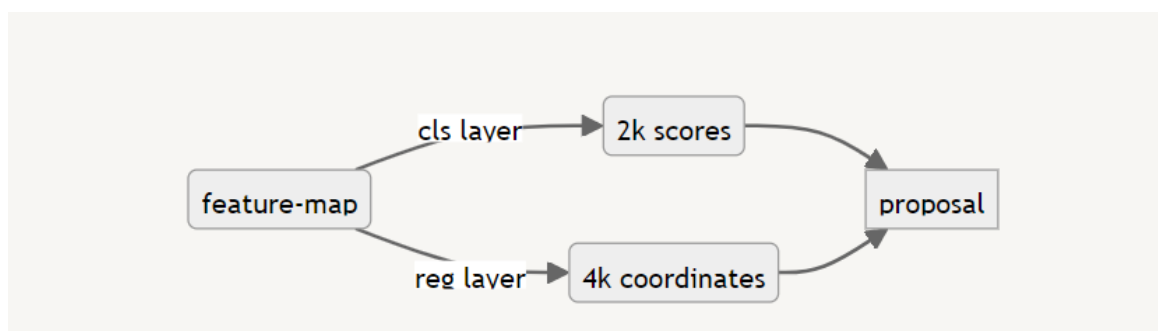 cls layer
2k scores
feature-map
proposal
reg layer
4k coordinates